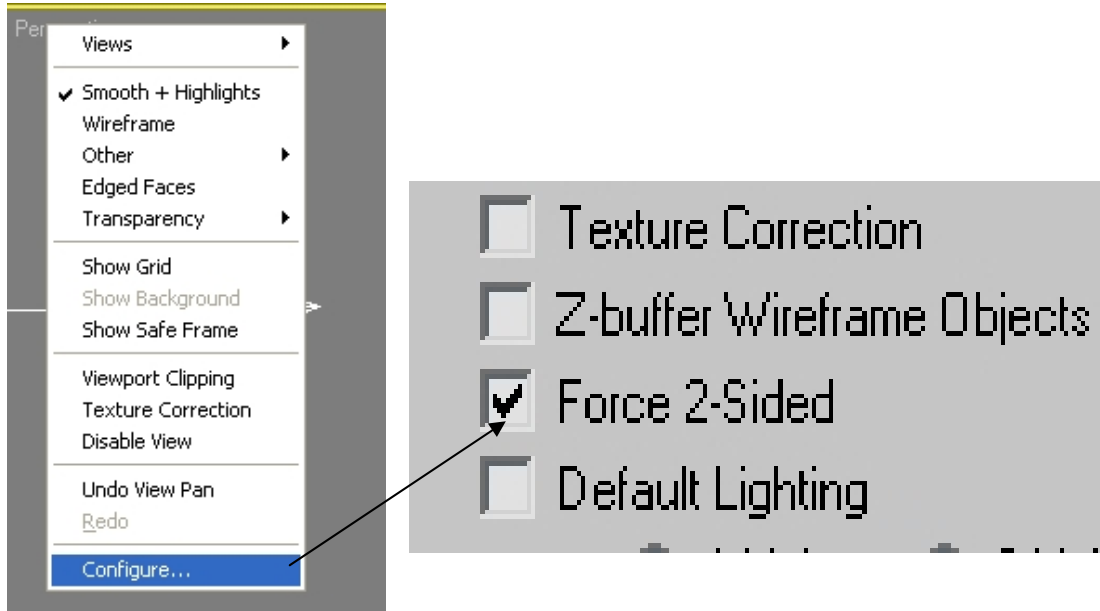 Views
Smooth + Highlights
Wireframe
Other
Edged Faces
Transparency
Show Grid
Show Background
Show Safe Frame
Viewport Clipping
Texture Correction
Disable View
Undo View Pan
Redo
Configure...
Texture Correction
Z-buffer Wireframe Objects
Force 2-Sided
Default Lighting